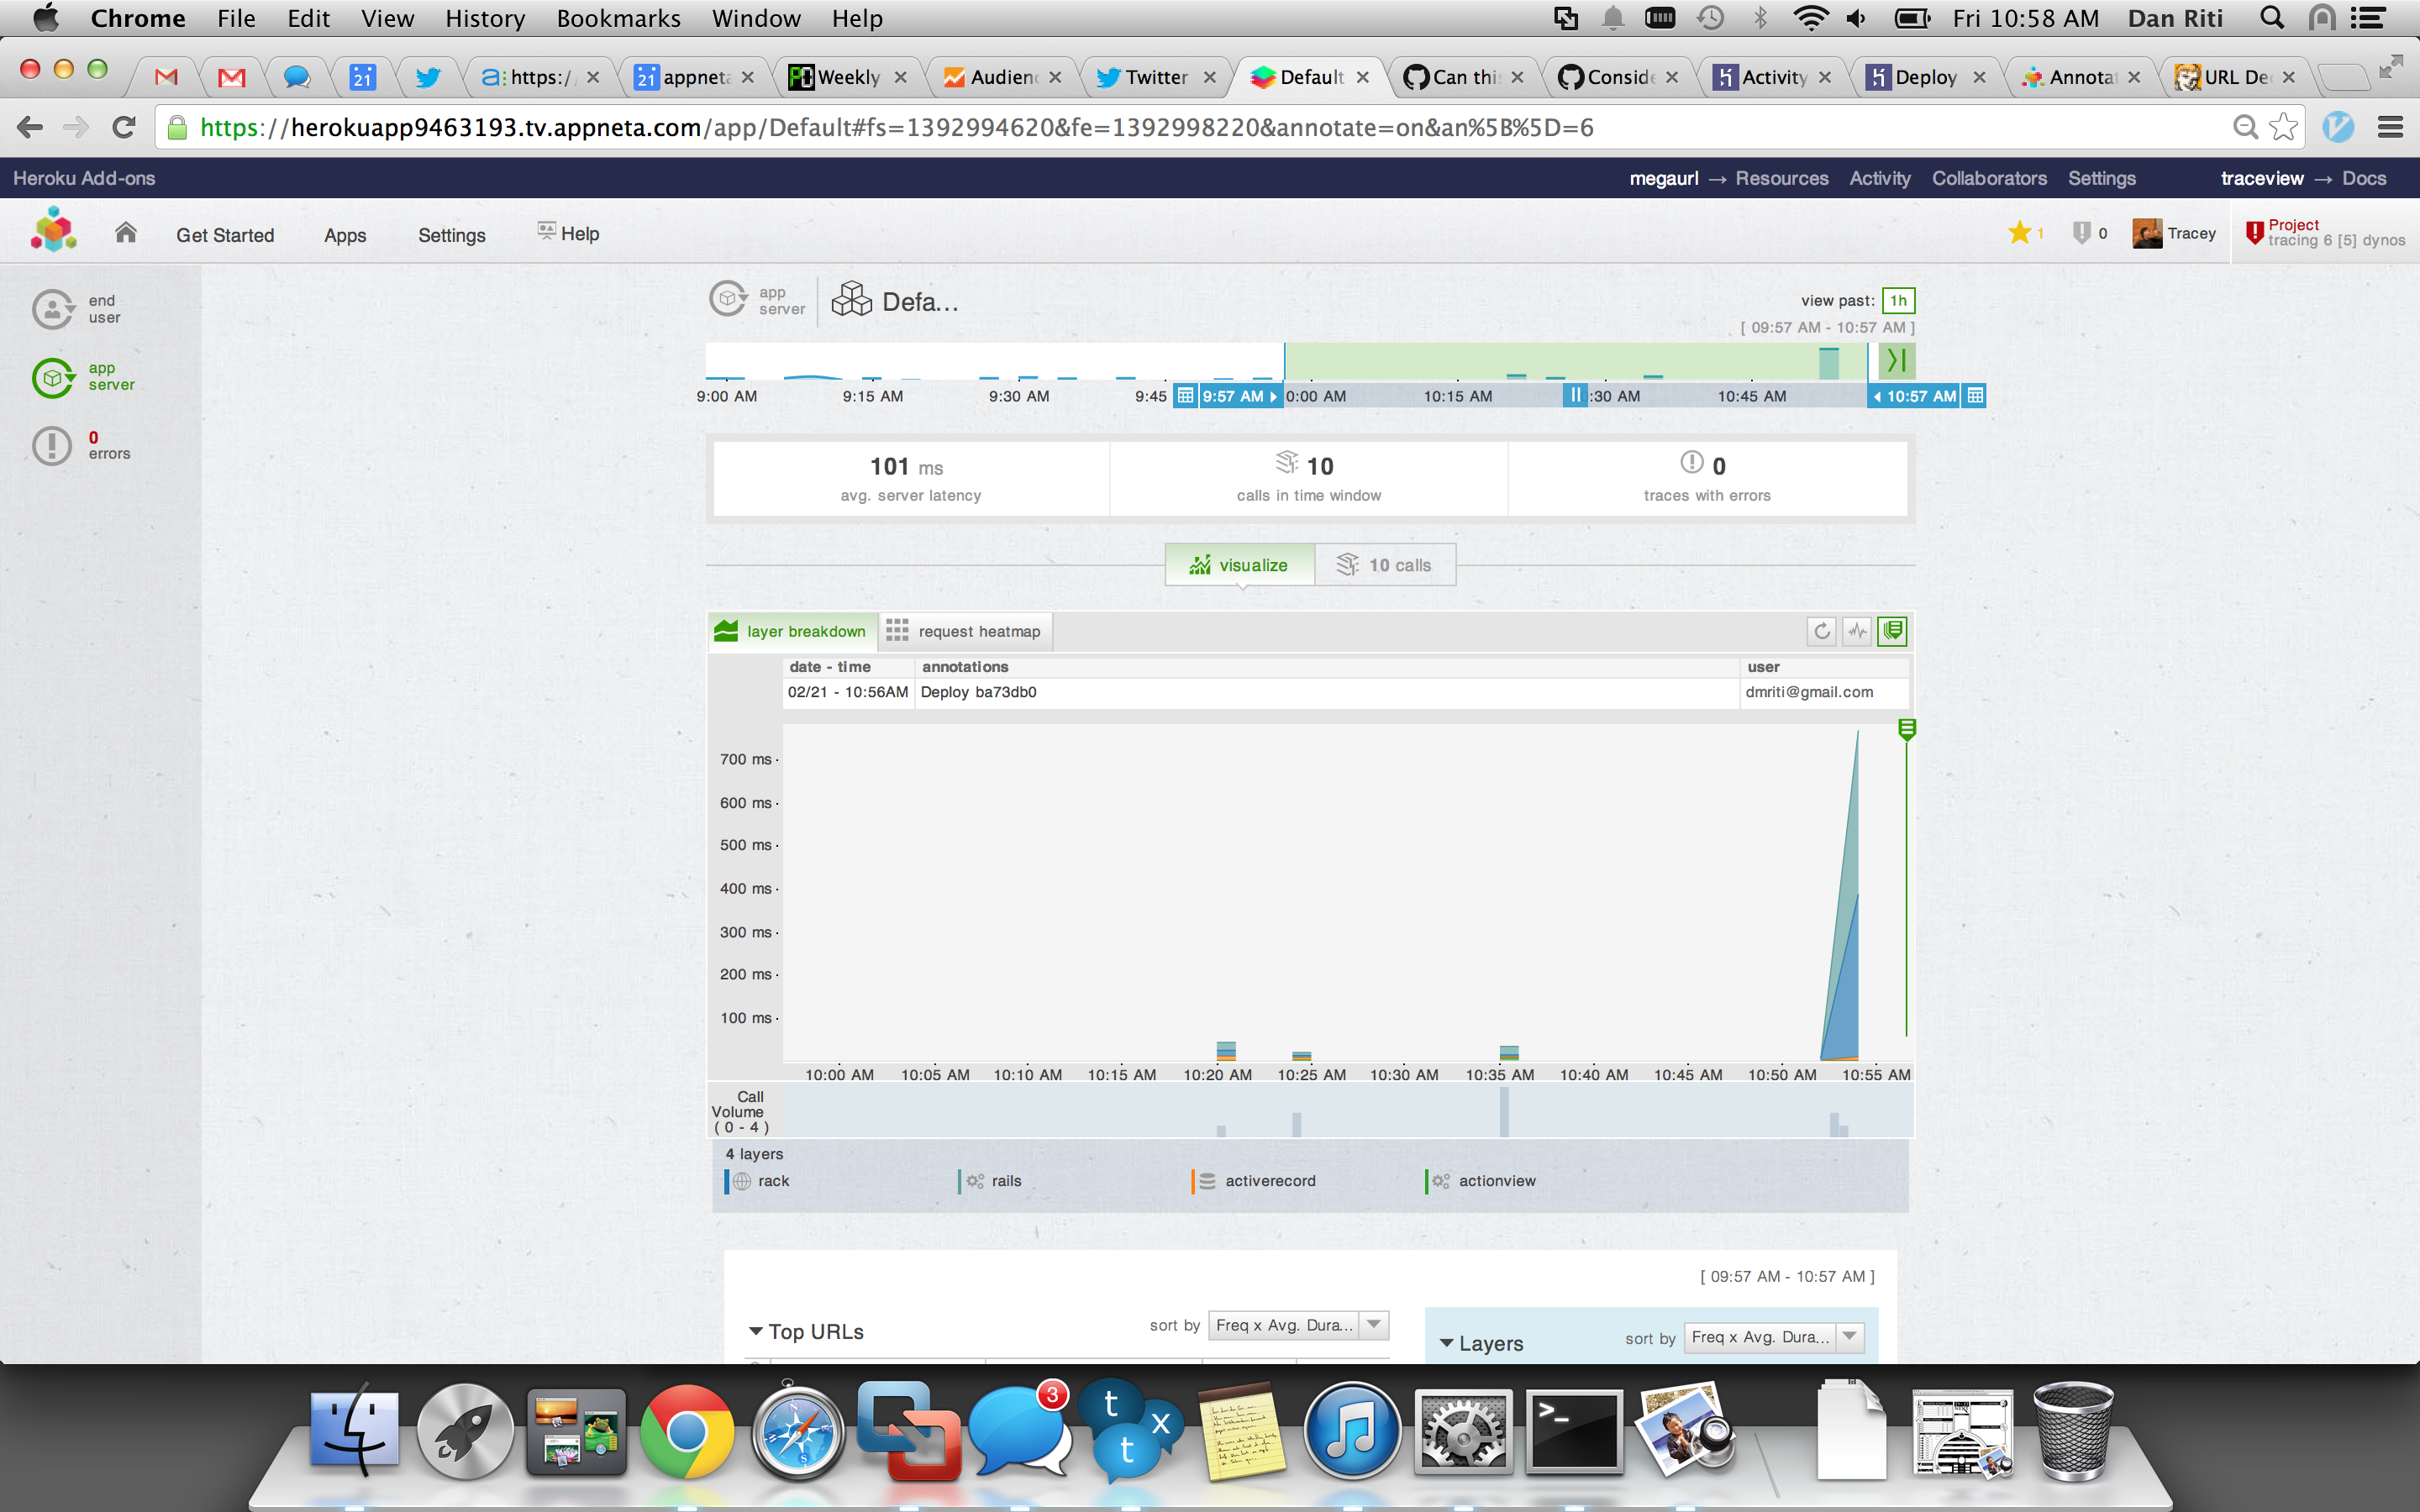 Chrome File Edit View History Bookmarks Window Help Fri 10:58 AM Dan Riti
21 a: https:/ 21 appneta Weekly Audien Twitter Default Can thi Conside Activity Deploy Annotat URL De
https://herokuapp9463193.tv.appneta.com/app/Default#fs=1392994620&fe=1392998220&annotate=on&an%5B%5D=6
Heroku Add-ons megaurl → Resources Activity Collaborators Settings traceview → Docs
Get Started Apps Settings Help 1 0 Tracey Project
tracing 6 [5] dynos
end
user
app
server
0
errors
app
server
Defa...
view past: 1h
[ 09:57 AM - 10:57 AM ]
9:00 AM 9:15 AM 9:30 AM 9:45 9:57 AM 0:00 AM 10:15 AM :30 AM 10:45 AM 10:57 AM
101 ms 10 0
avg. server latency calls in time window traces with errors
visualize 10 calls
layer breakdown request heatmap
date - time annotations user
02/21 - 10:56AM Deploy ba73db0 dmriti@gmail.com
700 ms
600 ms
500 ms
400 ms
300 ms
200 ms
100 ms
10:00 AM 10:05 AM 10:10 AM 10:15 AM 10:20 AM 10:25 AM 10:30 AM 10:35 AM 10:40 AM 10:45 AM 10:50 AM 10:55 AM
Call
Volume
( 0 - 4 )
4 layers
rack rails activerecord actionview
[ 09:57 AM - 10:57 AM ]
Top URLs sort by Freq x Avg. Dura...
Layers sort by Freq x Avg. Dura...
3
t x
t
>_